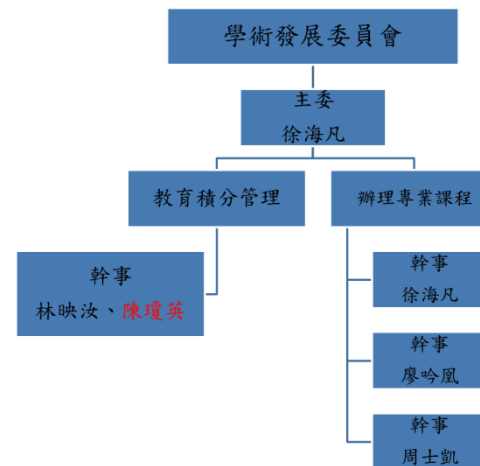 學術發展委員會
主委
徐海凡
教育積分管理
辦理專業課程
幹事
林映汝、陳瓊英
幹事
徐海凡
幹事
廖吟凰
幹事
周士凱